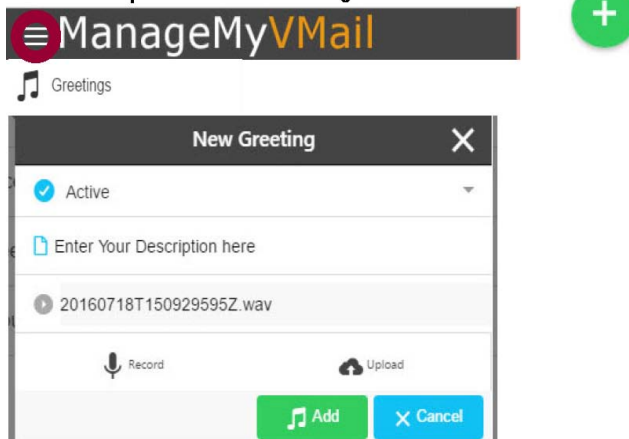 ManageMyVMail
Greetings
New Greeting
Active
Enter Your Description here
20160718T150929595Z.wav
Record
Upload
Add
Cancel